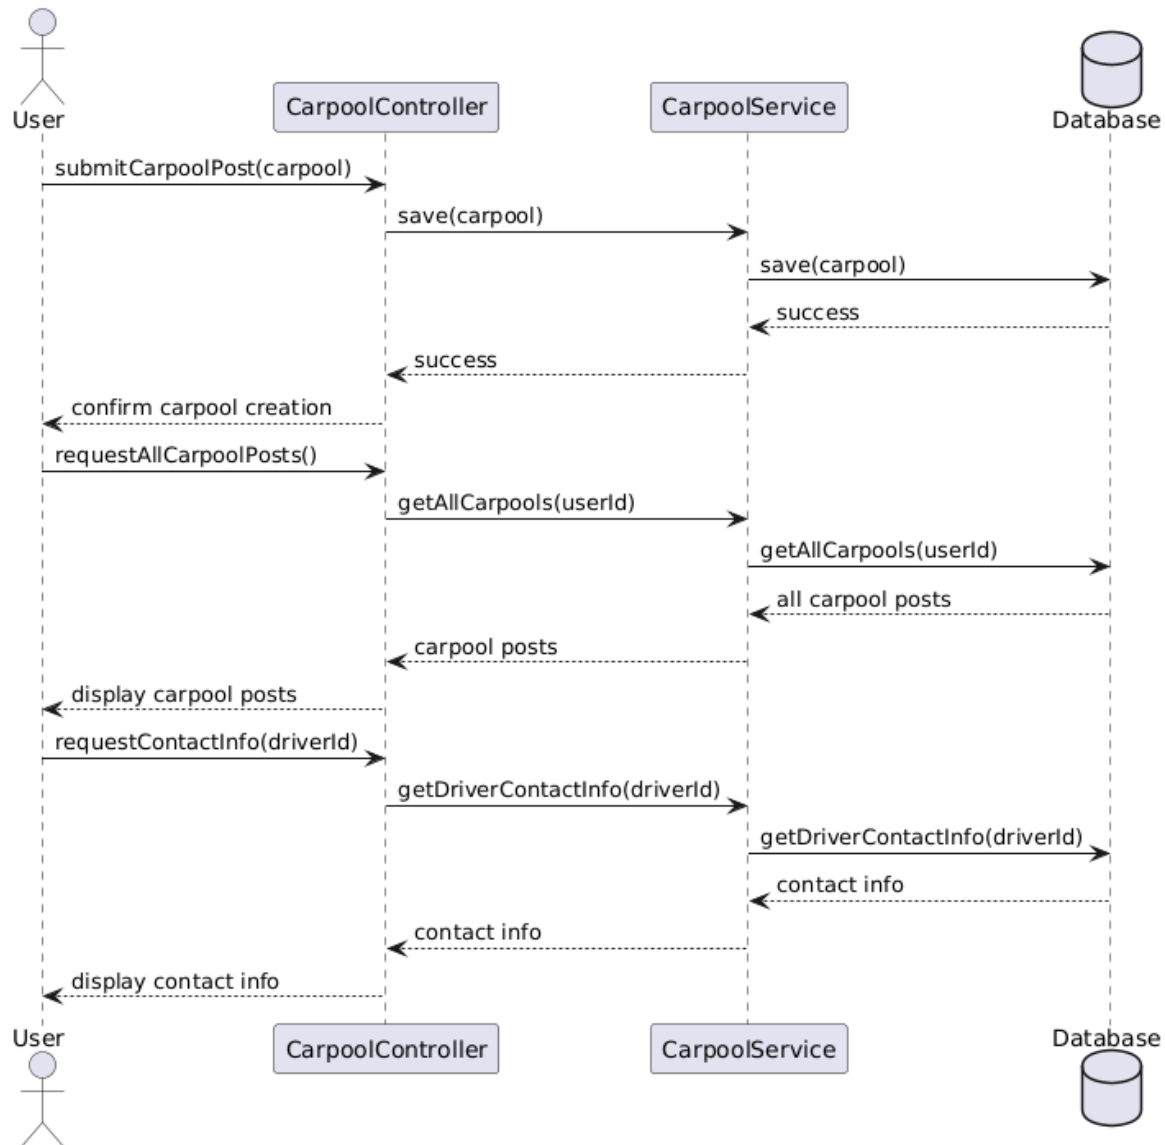 User
CarpoolController
CarpoolService
Database
submitCarpoolPost(carpool)
save(carpool)
save(carpool)
success
success
confirm carpool creation
requestAllCarpoolPosts()
getAllCarpools(userId)
getAllCarpools(userId)
all carpool posts
carpool posts
display carpool posts
requestContactInfo(driverId)
getDriverContactInfo(driverId)
getDriverContactInfo(driverId)
contact info
contact info
display contact info
User
CarpoolController
CarpoolService
Database